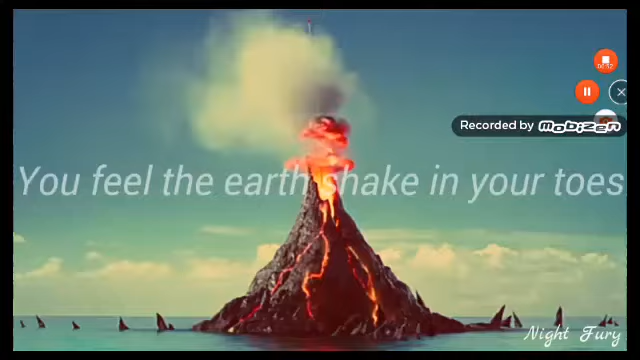 Recorded by mobizen
You feel the earth shake in your toes
Night Fury